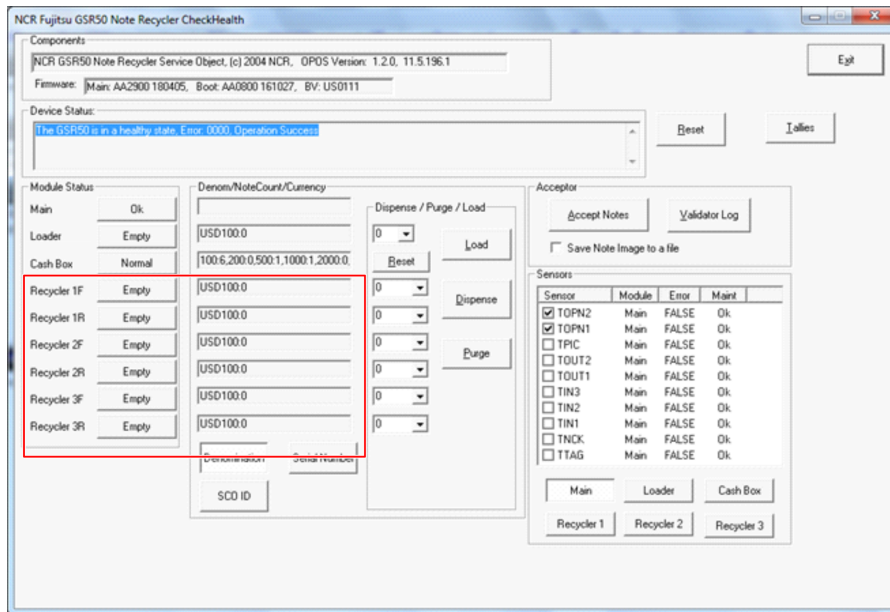 NCR Fujitsu GSR50 Note Recycler CheckHealth
Components
NCR GSR50 Note Recycler Service Object, (c) 2004 NCR, OPOS Version: 1.2.0, 11.5.196.1
Firmware: Main: AA2900 180405, Boot: AA0800 161027, BV: US0111
Exit
Device Status:
The GSR50 is in a healthy state, Error: 0000, Operation Success
Reset
Tallies
Module Status
Main Ok
Loader Empty
Cash Box Normal
Recycler 1F Empty
Recycler 1R Empty
Recycler 2F Empty
Recycler 2R Empty
Recycler 3F Empty
Recycler 3R Empty
Denom/NoteCount/Currency
USD100:0
100:6,200:0,500:1,1000:1,2000:0,
USD100:0
USD100:0
USD100:0
USD100:0
USD100:0
USD100:0
Denomination Serial Number
SCO ID
Dispense / Purge / Load
0
Reset
0
0
0
0
0
0
Load
Dispense
Purge
Acceptor
Accept Notes Validator Log
Save Note Image to a file
Sensors
Sensor Module Error Maint
TOPN2 Main FALSE Ok
TOPN1 Main FALSE Ok
TPIC Main FALSE Ok
TOUT2 Main FALSE Ok
TOUT1 Main FALSE Ok
TIN3 Main FALSE Ok
TIN2 Main FALSE Ok
TIN1 Main FALSE Ok
TNCK Main FALSE Ok
TTAG Main FALSE Ok
Main Loader Cash Box
Recycler 1 Recycler 2 Recycler 3